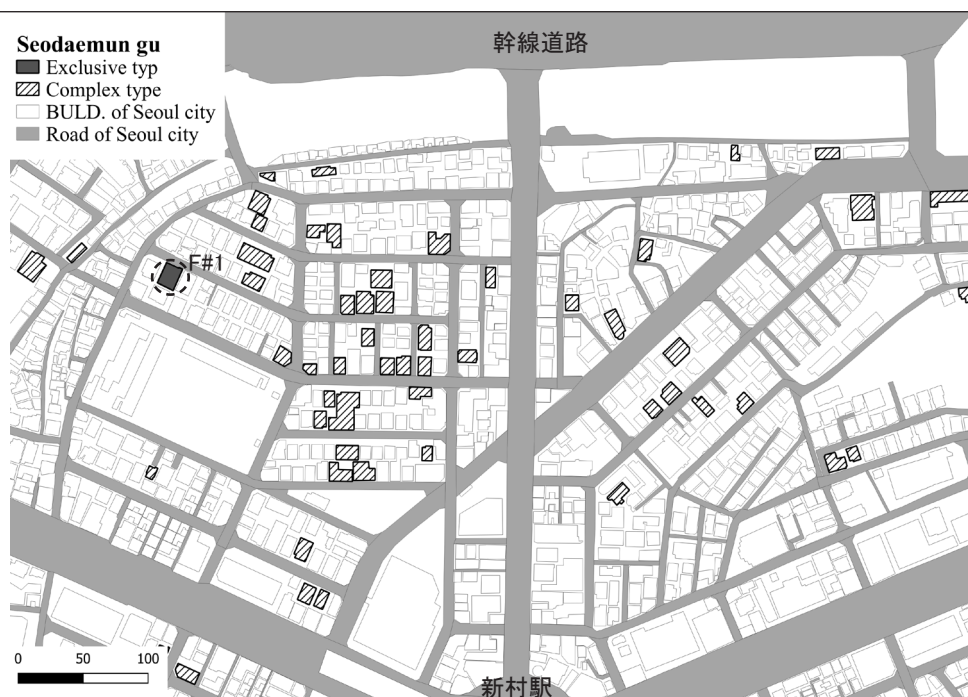 Seodaemun gu
Exclusive typ
Complex type
BULD. of Seoul city
Road of Seoul city
幹線道路
F#1
0 50 100
新村駅